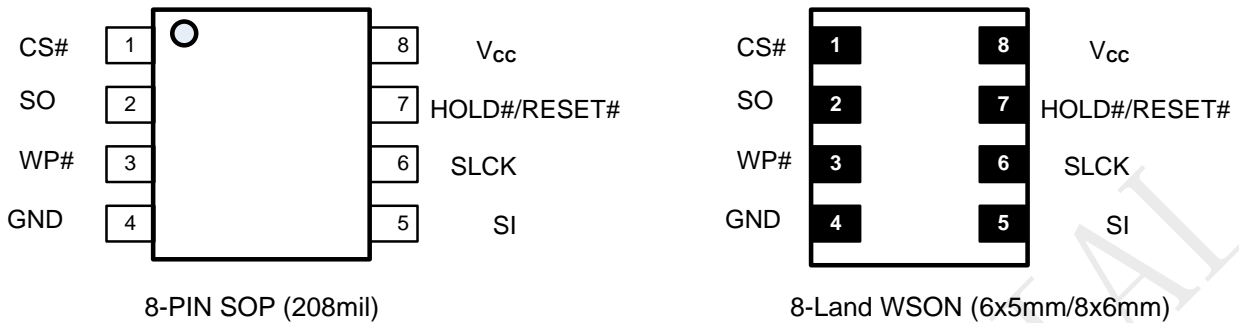 CS# 1 8 Vcc
SO 2 7 HOLD#/RESET#
WP# 3 6 SLCK
GND 4 5 SI
8-PIN SOP (208mil)
CS# 1 8 Vcc
SO 2 7 HOLD#/RESET#
WP# 3 6 SLCK
GND 4 5 SI
8-Land WSON (6x5mm/8x6mm)